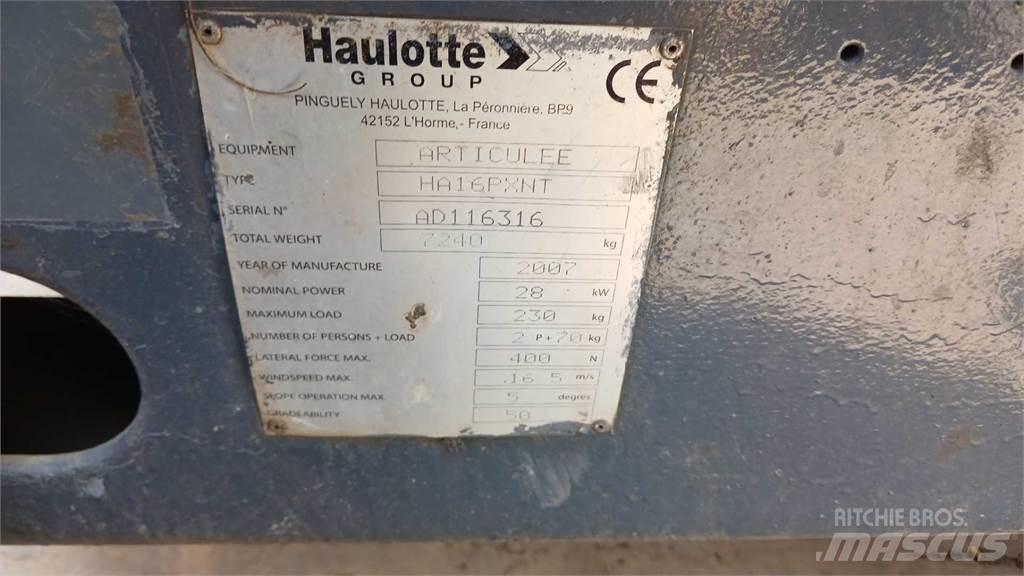 Haulotte
GROUP
CE
PINGUELY HAULOTTE, La Péronnière. BP.9
42152 L'Horme,- France
EQUIPMENT ARTICULEE
TYPE HA16PXNT
SERIAL N° AD116316
TOTAL WEIGHT 7240 kg
YEAR OF MANUFACTURE 2007
NOMINAL POWER 28 kW
MAXIMUM LOAD 230 kg
NUMBER OF PERSONS + LOAD 2 P + 70 kg
LATERAL FORCE MAX. 400 N
WINDSPEED MAX. .16 5 m/s
SLOPE OPERATION MAX. 5 degres
GRADEABILITY 50
RITCHIE BROS.
MASCUS